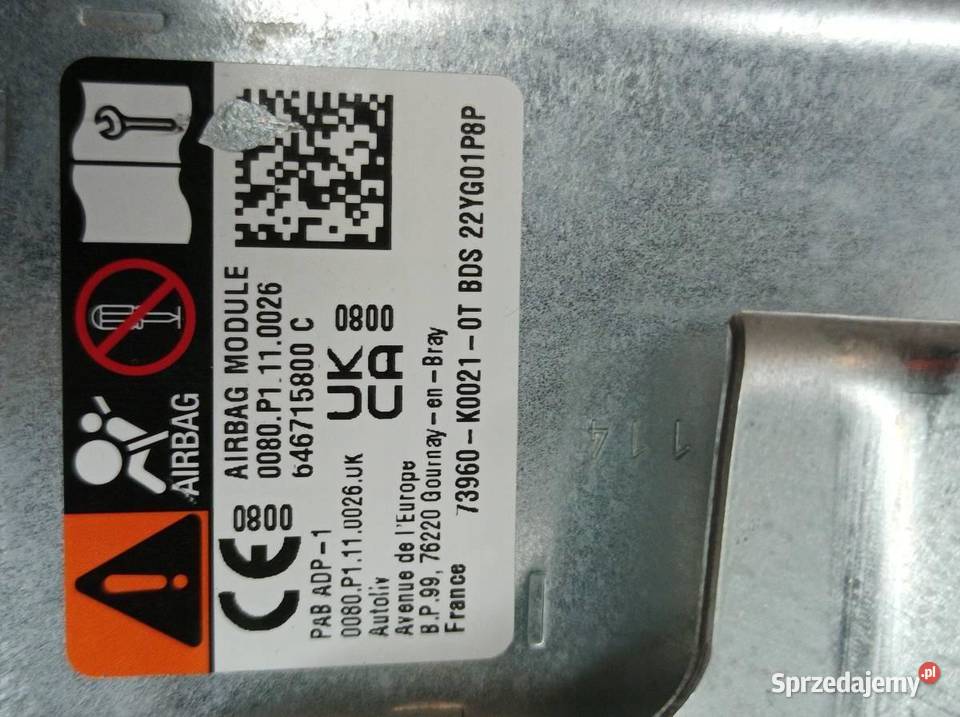 AIRBAG
CE 0800
AIRBAG MODULE
0080.P1.11.0026
646715800 C
PAB ADP-1
0080.P1.11.0026.UK
UK
CA 0800
Autoliv
Avenue de l'Europe
B.P.99, 76220 Gournay-en-Bray
France
73960-K0021-0T BDS 22YG01P8P
114
Sprzedajemy.pl